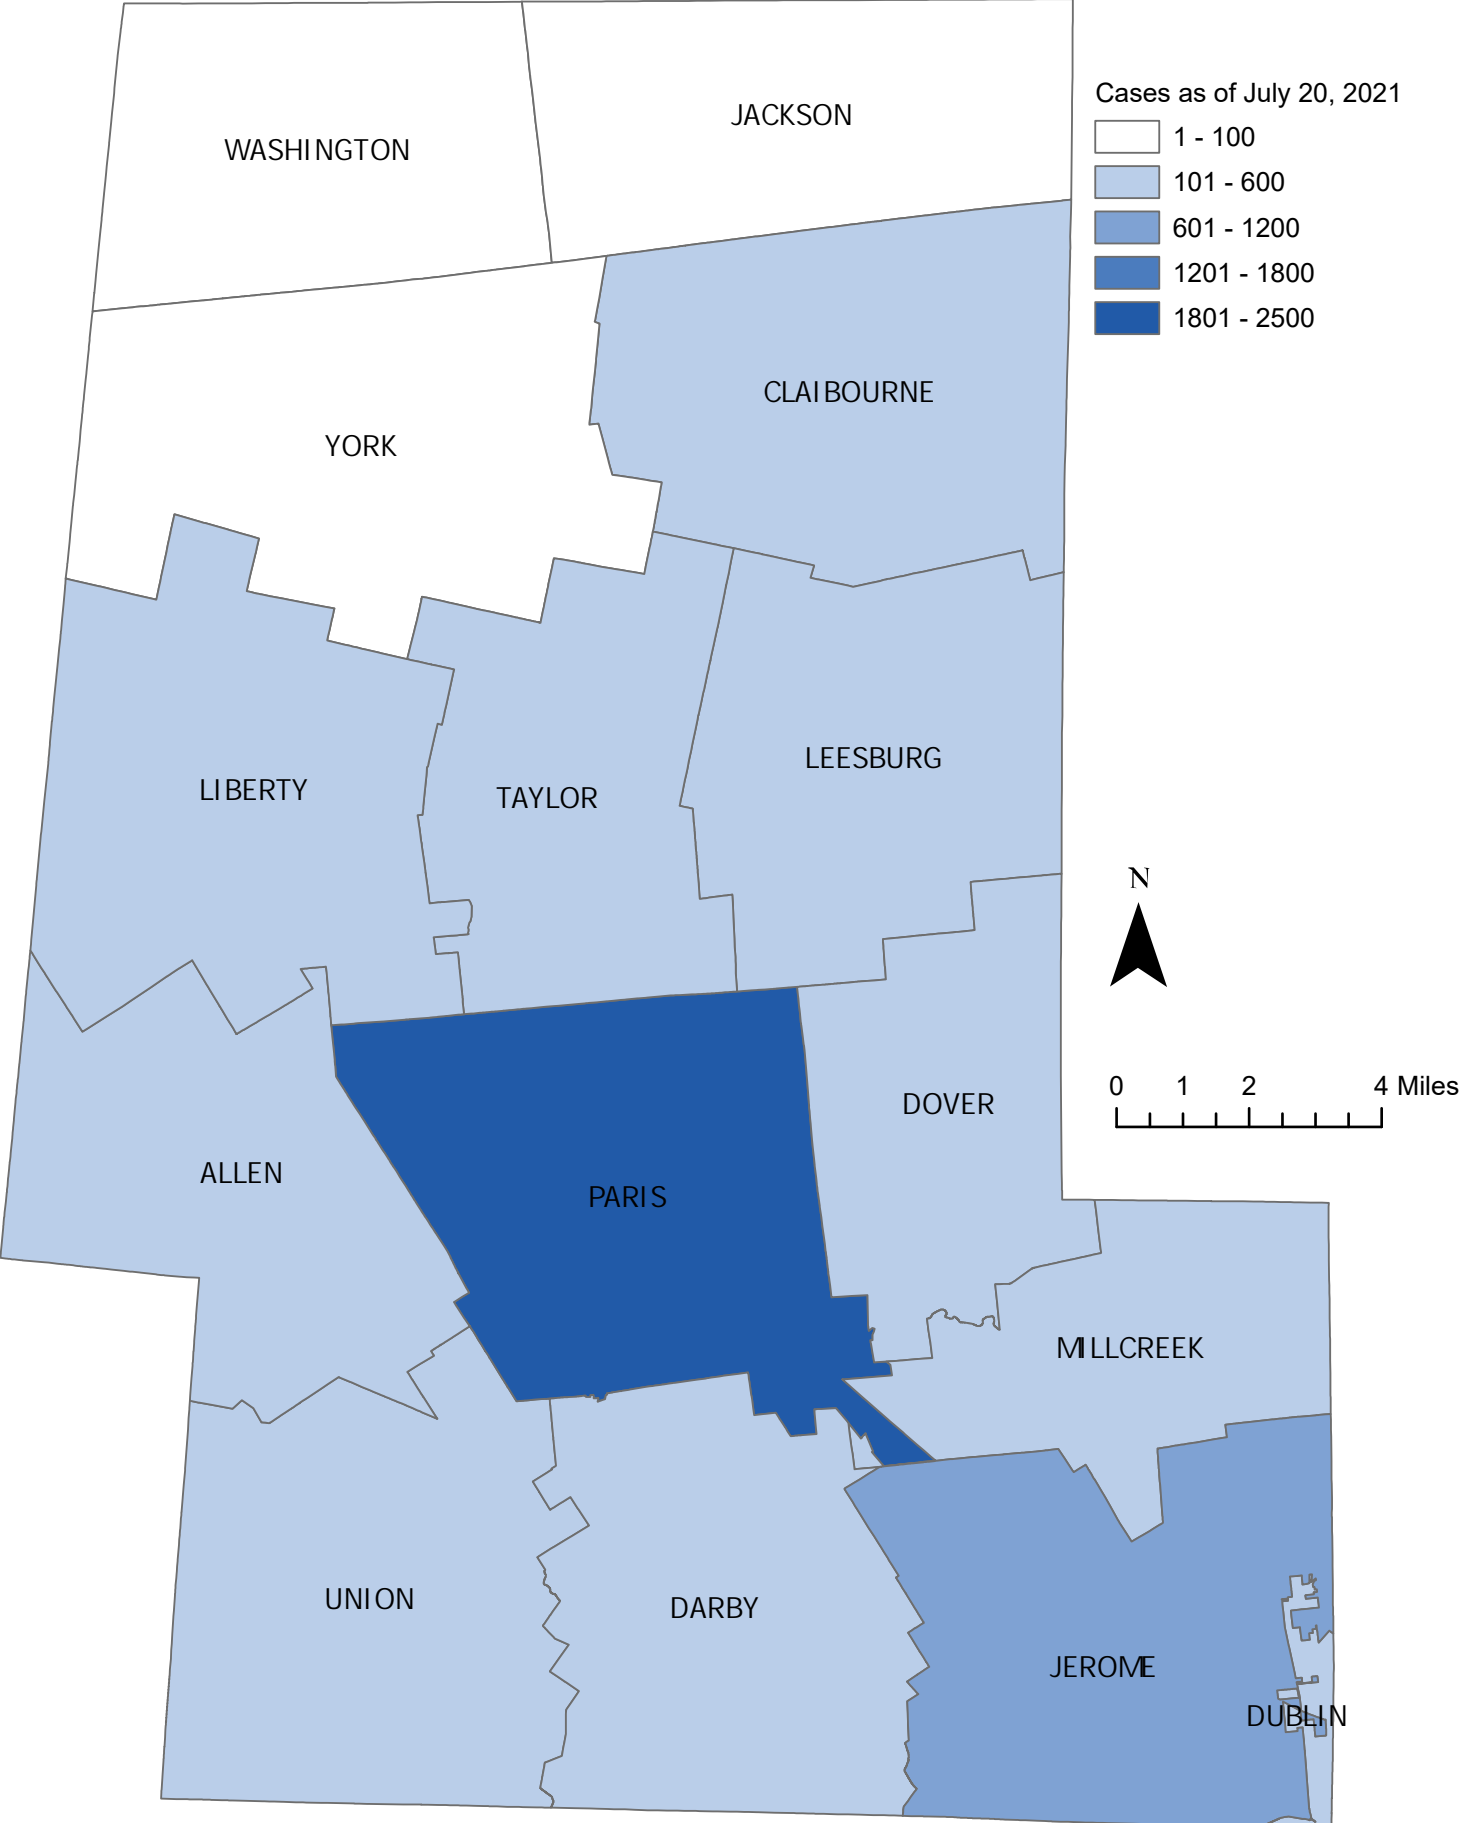 Cases as of July 20, 2021
1 - 100
101 - 600
601 - 1200
1201 - 1800
1801 - 2500
WASHINGTON
JACKSON
CLAIBOURNE
YORK
LIBERTY
TAYLOR
LEESBURG
N
0 1 2 4 Miles
DOVER
ALLEN
PARIS
MILLCREEK
UNION
DARBY
JEROME
DUBLIN